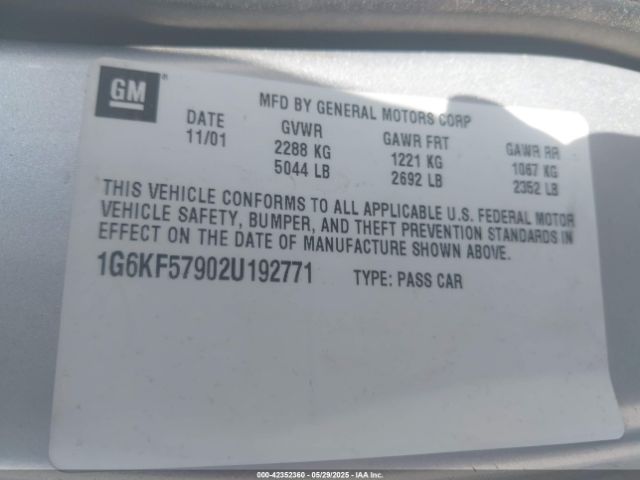 GM®
MFD BY GENERAL MOTORS CORP
DATE GVWR GAWR FRT GAWR RR
11/01 2288 KG 1221 KG 1067 KG
5044 LB 2692 LB 2352 LB
THIS VEHICLE CONFORMS TO ALL APPLICABLE U.S. FEDERAL MOTOR
VEHICLE SAFETY, BUMPER, AND THEFT PREVENTION STANDARDS IN
EFFECT ON THE DATE OF MANUFACTURE SHOWN ABOVE.
1G6KF57902U192771 TYPE: PASS CAR
© 42352360 — 05/29/2025 — IAA, Inc.